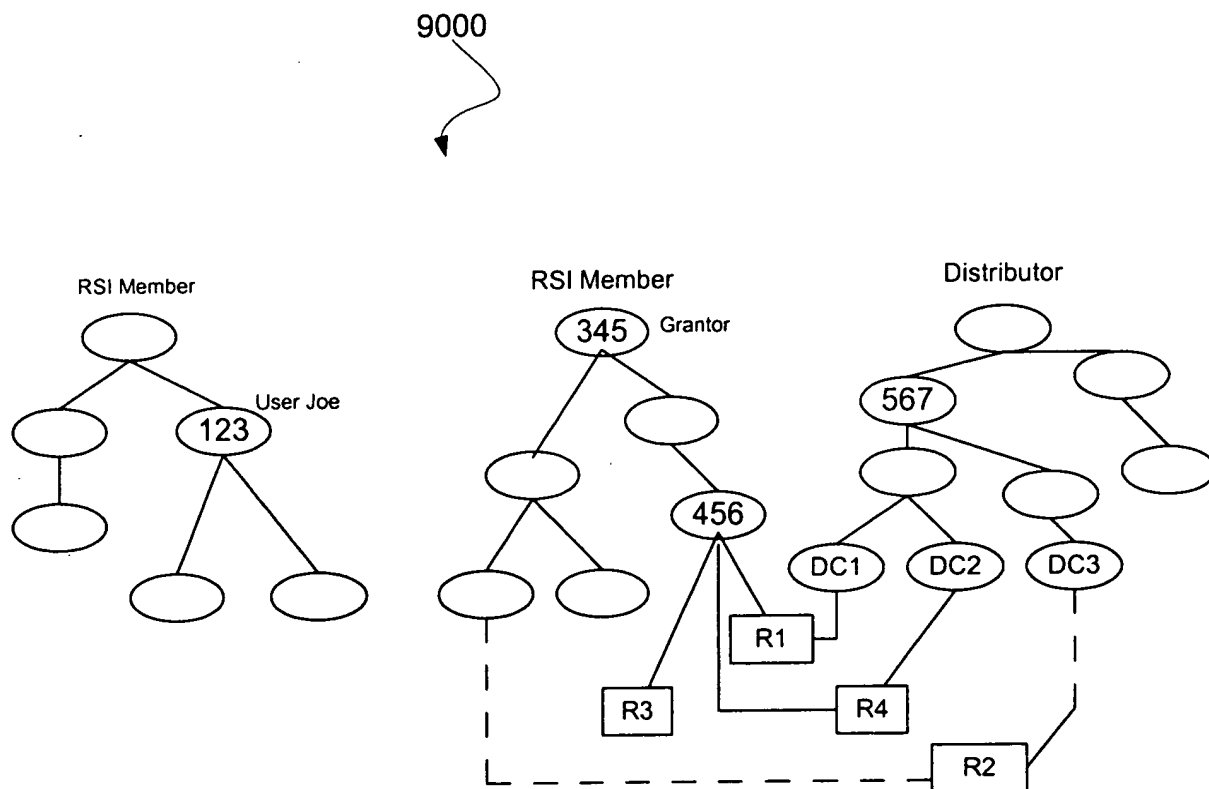 9000
RSI Member
RSI Member
Distributor
345
Grantor
User Joe
123
567
456
DC1
DC2
DC3
R1
R3
R4
R2